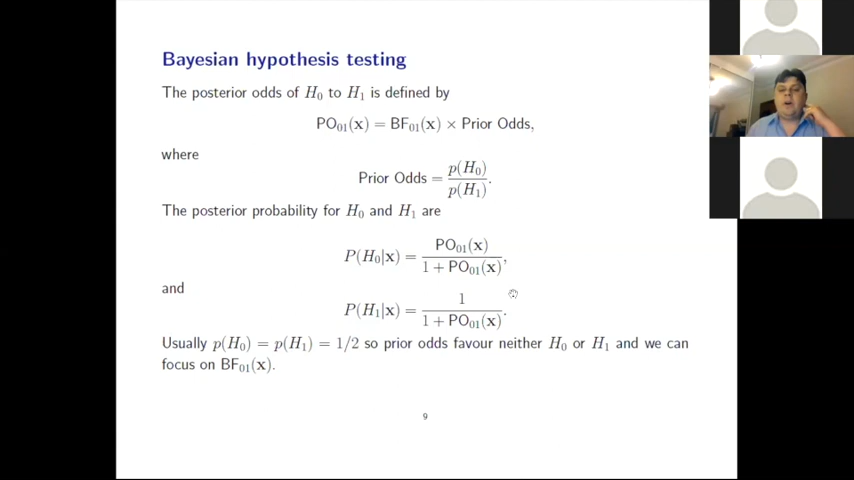 Bayesian hypothesis testing
The posterior odds of H₀ to H₁ is defined by
PO₀₁(x) = BF₀₁(x) × Prior Odds,
where
Prior Odds = p(H₀) / p(H₁).
The posterior probability for H₀ and H₁ are
P(H₀|x) = PO₀₁(x) / 1 + PO₀₁(x),
and
P(H₁|x) = 1 / 1 + PO₀₁(x).
Usually p(H₀) = p(H₁) = 1/2 so prior odds favour neither H₀ or H₁ and we can
focus on BF₀₁(x).
9